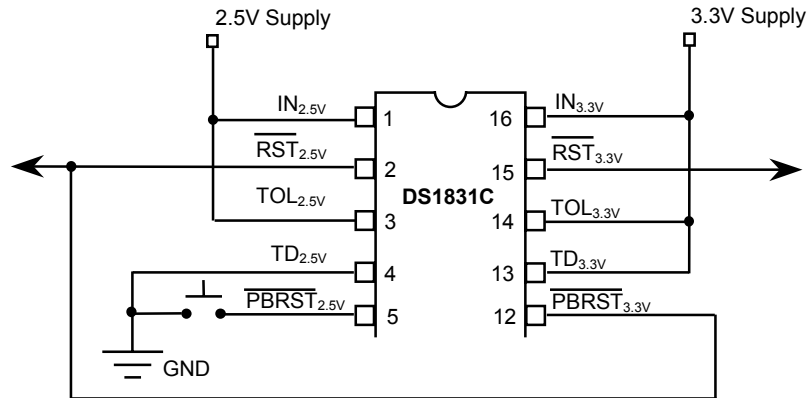 2.5V Supply
3.3V Supply
IN2.5V
1
16
IN3.3V
RST2.5V
2
15
RST3.3V
DS1831C
TOL2.5V
3
14
TOL3.3V
TD2.5V
4
13
TD3.3V
PBRST2.5V
5
12
PBRST3.3V
GND